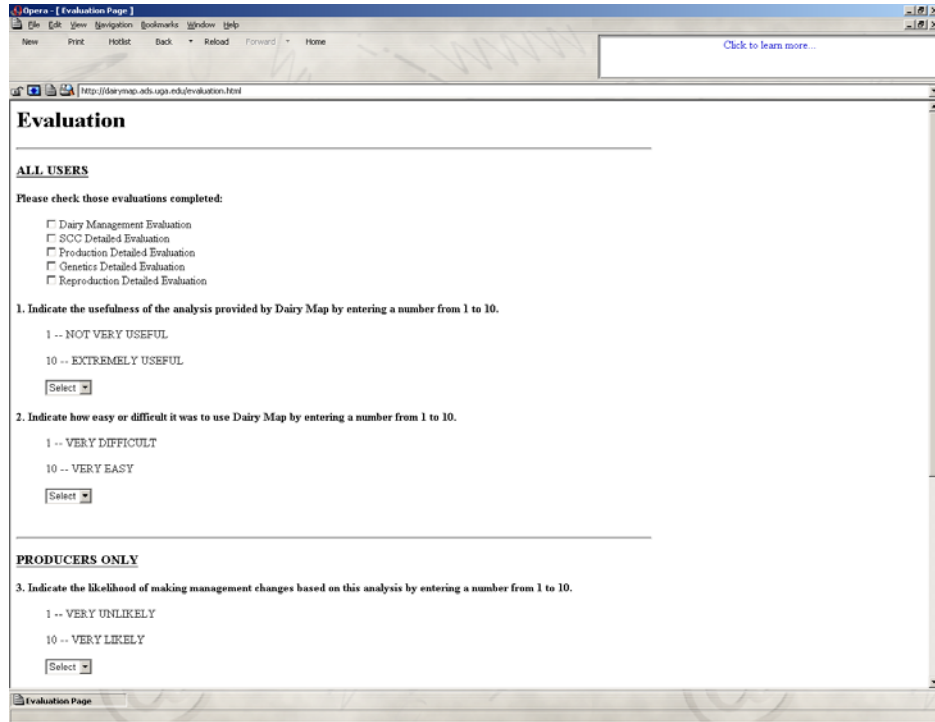 Opera - [ Evaluation Page ]
File Edit View Navigation Bookmarks Window Help
New Print Hotlist Back Reload Forward Home
Click to learn more...
http://dairymap.ads.uga.edu/evaluation.html
Evaluation
ALL USERS
Please check those evaluations completed:
Dairy Management Evaluation
SCC Detailed Evaluation
Production Detailed Evaluation
Genetics Detailed Evaluation
Reproduction Detailed Evaluation
1. Indicate the usefulness of the analysis provided by Dairy Map by entering a number from 1 to 10.
1 -- NOT VERY USEFUL
10 -- EXTREMELY USEFUL
Select
2. Indicate how easy or difficult it was to use Dairy Map by entering a number from 1 to 10.
1 -- VERY DIFFICULT
10 -- VERY EASY
Select
PRODUCERS ONLY
3. Indicate the likelihood of making management changes based on this analysis by entering a number from 1 to 10.
1 -- VERY UNLIKELY
10 -- VERY LIKELY
Select
Evaluation Page